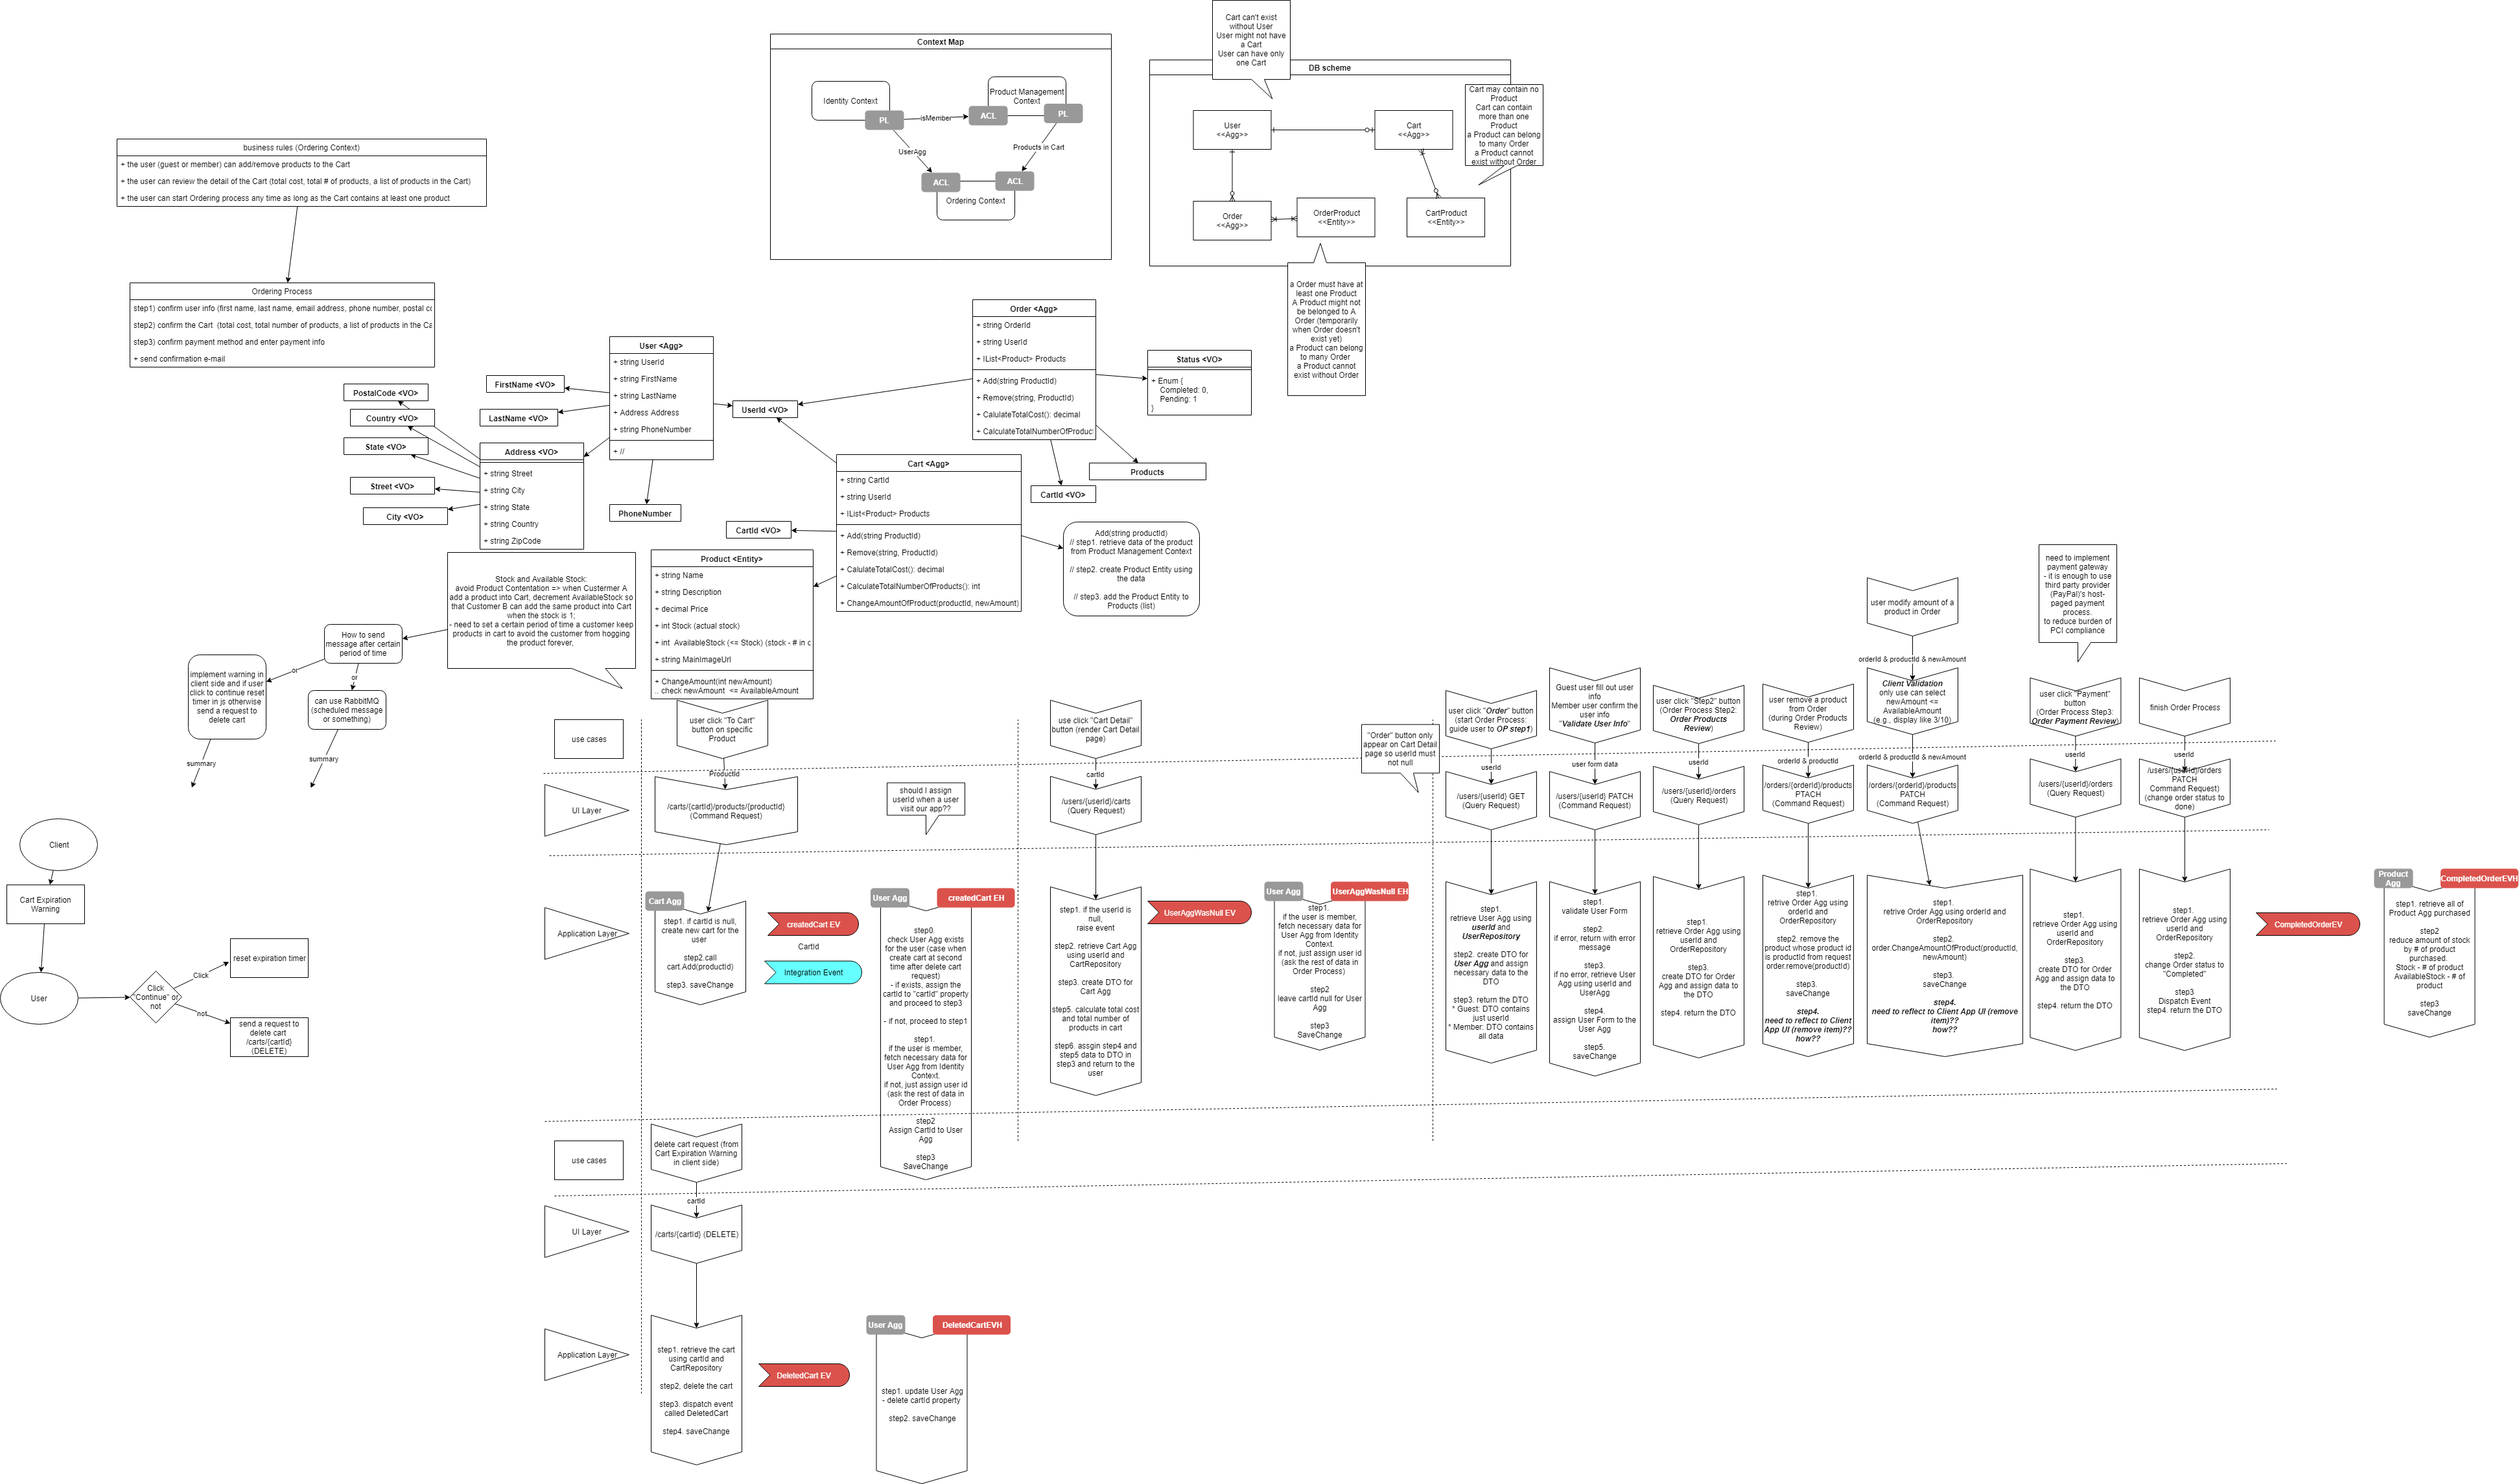 Cart can't exist
without User
User might not have
a Cart
User can have only
one Cart
Context Map
Identity Context
PL
isMember
Product Management
Context
ACL
PL
UserAgg
Products in Cart
ACL
ACL
Ordering Context
DB scheme
User
<<Agg>>
Cart
<<Agg>>
Order
<<Agg>>
OrderProduct
<<Entity>>
CartProduct
<<Entity>>
Cart may contain no
Product
Cart can contain
more than one
Product
a Product can belong
to many Order
a Product cannot
exist without Order
a Order must have at
least one Product
A Product might not
be belonged to A
Order (temporarily
when Order doesn't
exist yet)
a Product can belong
to many Order
a Product cannot
exist without Order
business rules (Ordering Context)
+ the user (guest or member) can add/remove products to the Cart
+ the user can review the detail of the Cart (total cost, total # of products, a list of products in the Cart)
+ the user can start Ordering process any time as long as the Cart contains at least one product
Ordering Process
step1) confirm user info (first name, last name, email address, phone number, postal co
step2) confirm the Cart  (total cost, total number of products, a list of products in the Ca
step3) confirm payment method and enter payment info
+ send confirmation e-mail
PostalCode <VO>
Country <VO>
State <VO>
Street <VO>
City <VO>
FirstName <VO>
LastName <VO>
Address <VO>
+ string Street
+ string City
+ string State
+ string Country
+ string ZipCode
User <Agg>
+ string UserId
+ string FirstName
+ string LastName
+ Address Address
+ string PhoneNumber
+ //
PhoneNumber
UserId <VO>
Order <Agg>
+ string OrderId
+ string UserId
+ IList<Product> Products
+ Add(string ProductId)
+ Remove(string, ProductId)
+ CalulateTotalCost(): decimal
+ CalculateTotalNumberOfProduct
Status <VO>
+ Enum {
Completed: 0,
Pending: 1
}
Products
CartId <VO>
Cart <Agg>
+ string CartId
+ string UserId
+ IList<Product> Products
+ Add(string ProductId)
+ Remove(string, ProductId)
+ CalulateTotalCost(): decimal
+ CalculateTotalNumberOfProducts(): int
+ ChangeAmountOfProduct(productId, newAmount)
CartId <VO>
Add(string productId)
// step1. retrieve data of the product
from Product Management Context
// step2. create Product Entity using
the data
// step3. add the Product Entity to
Products (list)
Product <Entity>
+ string Name
+ string Description
+ decimal Price
+ int Stock (actual stock)
+ int  AvailableStock (<= Stock) (stock - # in c
+ string MainImageUrl
+ ChangeAmount(int newAmount)
.. check newAmount  <= AvailableAmount
Stock and Available Stock:
avoid Product Contentation => when Custermer A
add a product into Cart, decrement AvailableStock so
that Customer B can add the same product into Cart
when the stock is 1;
- need to set a certain period of time a customer keep
products in cart to avoid the customer from hogging
the product forever,
How to send
message after certain
period of time
or
or
implement warning in
client side and if user
click to continue reset
timer in js otherwise
send a request to
delete cart
can use RabbitMQ
(scheduled message
or something)
summary
summary
Client
Cart Expiration
Warning
User
Click
"Continue" or
not
Click
not
reset expiration timer
send a request to
delete cart
/carts/{cartId}
(DELETE)
use cases
UI Layer
Application Layer
user click "To Cart"
button on specific
Product
ProductId
/carts/{cartId}/products/{productId}
(Command Request)
Cart Agg
step1. if cartId is null,
create new cart for the
user
step2.call
cart.Add(productId)
step3. saveChange
createdCart EV
CartId
Integration Event
should I assign
userId when a user
visit our app??
User Agg
createdCart EH
step0.
check User Agg exists
for the user (case when
create cart at second
time after delete cart
request)
- if exists, assign the
cartId to "cartId" property
and proceed to step3
- if not, proceed to step1
step1.
if the user is member,
fetch necessary data for
User Agg from Identity
Context.
if not, just assign user id
(ask the rest of data in
Order Process)
step2
Assign CartId to User
Agg
step3
SaveChange
use click "Cart Detail"
button (render Cart Detail
page)
cartId
/users/{userId}/carts
(Query Request)
step1. if the userId is
null,
raise event
step2. retrieve Cart Agg
using userId and
CartRepository
step3. create DTO for
Cart Agg
step5. calculate total cost
and total number of
products in cart
step6. assgin step4 and
step5 data to DTO in
step3 and return to the
user
UserAggWasNull EV
User Agg
UserAggWasNull EH
step1.
if the user is member,
fetch necessary data for
User Agg from Identity
Context.
if not, just assign user id
(ask the rest of data in
Order Process)
step2
leave cartId null for User
Agg
step3
SaveChange
"Order" button only
appear on Cart Detail
page so userId must
not null
user click "Order" button
(start Order Process:
guide user to OP step1)
userId
/users/{userId} GET
(Query Request)
step1.
retrieve User Agg using
userId and
UserRepository
step2. create DTO for
User Agg and assign
necessary data to the
DTO
step3. return the DTO
* Guest: DTO contains
just userId
* Member: DTO contains
all data
Guest user fill out user
info
Member user confirm the
user info
"Validate User Info"
user form data
/users/{userId} PATCH
(Command Request)
step1.
validate User Form
step2.
if error, return with error
message
step3.
if no error, retrieve User
Agg using userId and
UserAgg
step4.
assign User Form to the
User Agg
step5.
saveChange
user click "Step2" button
(Order Process Step2:
Order Products
Review)
userId
/users/{userId}/orders
(Query Request)
step1.
retrieve Order Agg using
userId and
OrderRepository
step3.
create DTO for Order
Agg and assign data to
the DTO
step4. return the DTO
user remove a product
from Order
(during Order Products
Review)
orderId & productId
/orders/{orderId}/products
PTACH
(Command Request)
step1.
retrive Order Agg using
orderId and
OrderRepository
step2. remove the
product whose product id
is productId from request
order.remove(productId)
step3.
saveChange
step4.
need to reflect to Client
App UI (remove item)??
how??
user modify amount of a
product in Order
orderId & productId & newAmount
Client Validation
only use can select
newAmount <=
AvailableAmount
(e.g., display like 3/10)
orderId & productId & newAmount
/orders/{orderId}/products
PATCH
(Command Request)
step1.
retrive Order Agg using orderId and
OrderRepository
step2.
order.ChangeAmountOfProduct(productId,
newAmount)
step3.
saveChange
step4.
need to reflect to Client App UI (remove
item)??
how??
need to implement
payment gateway
- it is enough to use
third party provider
(PayPal)'s host-
paged payment
process.
to reduce burden of
PCI compliance
user click "Payment"
button
(Order Process Step3:
Order Payment Review)
userId
/users/{userId}/orders
(Query Request)
step1.
retrieve Order Agg using
userId and
OrderRepository
step3.
create DTO for Order
Agg and assign data to
the DTO
step4. return the DTO
finish Order Process
userId
/users/{userId}/orders
PATCH
Command Request)
(change order status to
done)
step1.
retrieve Order Agg using
userId and
OrderRepository
step2.
change Order status to
"Completed"
step3
Dispatch Event
step4. return the DTO
CompletedOrderEV
Product
Agg
CompletedOrderEVH
step1. retrieve all of
Product Agg purchased
step2
reduce amount of stock
by # of product
purchased.
Stock - # of product
AvailableStock - # of
product
step3
saveChange
use cases
UI Layer
Application Layer
delete cart request (from
Cart Expiration Warning
in client side)
cartId
/carts/{cartId} (DELETE)
step1. retrieve the cart
using cartId and
CartRepository
step2, delete the cart
step3. dispatch event
called DeletedCart
step4. saveChange
DeletedCart EV
User Agg
DeletedCartEVH
step1. update User Agg
- delete cartId property
step2. saveChange